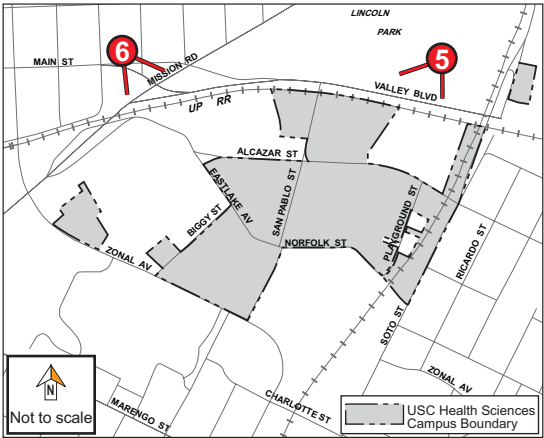 LINCOLN
PARK
6
5
MAIN ST
MISSION RD
VALLEY BLVD
UP RR
ALCAZAR ST
EASTLAKE AV
SAN PABLO ST
PLAYGROUND ST
BIGGY ST
NORFOLK ST
RICARDO ST
ZONAL AV
SOTO ST
ZONAL AV
CHARLOTTE ST
MARENGO ST
N
Not to scale
USC Health Sciences
Campus Boundary